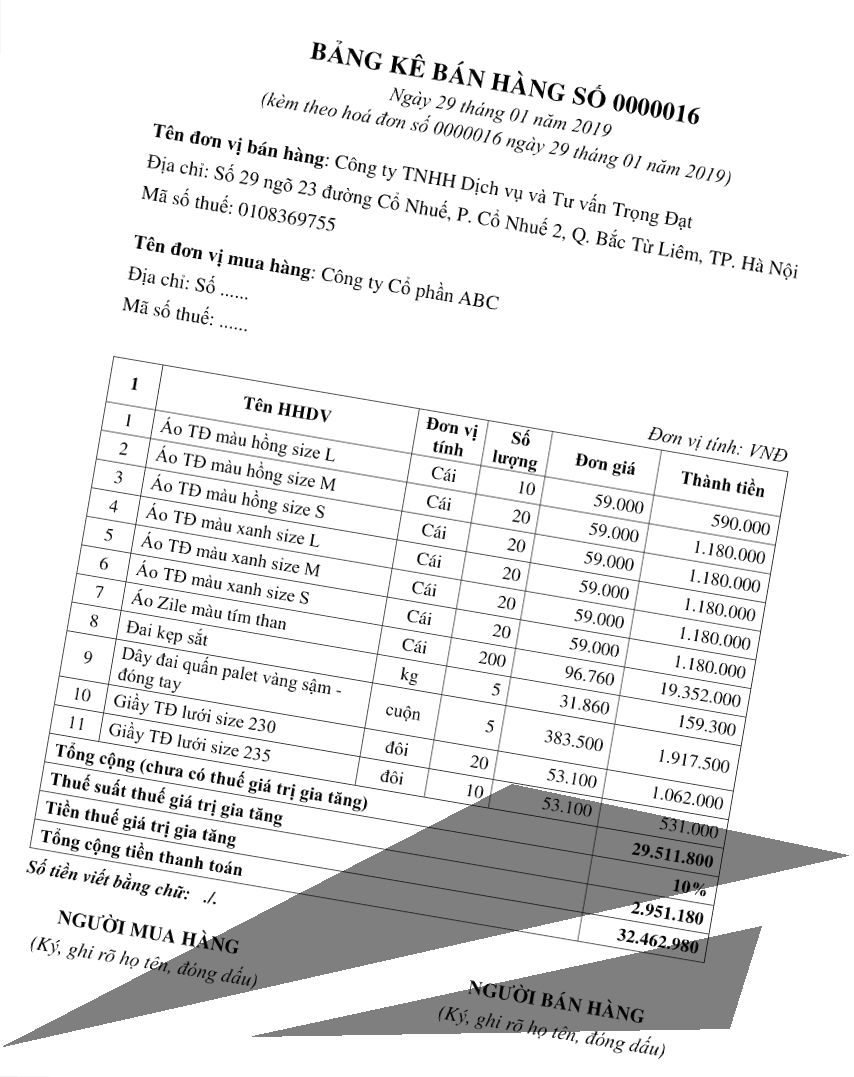 BẢNG KÊ BÁN HÀNG SỐ 0000016
Ngày 29 tháng 01 năm 2019
(kèm theo hoá đơn số 0000016 ngày 29 tháng 01 năm 2019)
Tên đơn vị bán hàng: Công ty TNHH Dịch vụ và Tư vấn Trọng Đạt
Địa chỉ: Số 29 ngõ 23 đường Cổ Nhuế, P. Cổ Nhuế 2, Q. Bắc Từ Liêm, TP. Hà Nội
Mã số thuế: 0108369755
Tên đơn vị mua hàng: Công ty Cổ phần ABC
Địa chỉ: Số ......
Mã số thuế: ......
Đơn vị tính: VNĐ
1 Tên HHDV Đơn vị tính Số lượng Đơn giá Thành tiền
1 Áo TĐ màu hồng size L Cái 10 59.000 590.000
2 Áo TĐ màu hồng size M Cái 20 59.000 1.180.000
3 Áo TĐ màu hồng size S Cái 20 59.000 1.180.000
4 Áo TĐ màu xanh size L Cái 20 59.000 1.180.000
5 Áo TĐ màu xanh size M Cái 20 59.000 1.180.000
6 Áo TĐ màu xanh size S Cái 20 59.000 1.180.000
7 Áo Zile màu tím than Cái 200 96.760 19.352.000
8 Đai kẹp sắt kg 5 31.860 159.300
9 Dây đai quấn palet vàng sậm - đóng tay cuộn 5 383.500 1.917.500
10 Giầy TĐ lưới size 230 đôi 20 53.100 1.062.000
11 Giầy TĐ lưới size 235 đôi 10 53.100 531.000
Tổng cộng (chưa có thuế giá trị gia tăng) 29.511.800
Thuế suất thuế giá trị gia tăng 10%
Tiền thuế giá trị gia tăng 2.951.180
Tổng cộng tiền thanh toán 32.462.980
Số tiền viết bằng chữ: ./.
NGƯỜI MUA HÀNG
(Ký, ghi rõ họ tên, đóng dấu)
NGƯỜI BÁN HÀNG
(Ký, ghi rõ họ tên, đóng dấu)